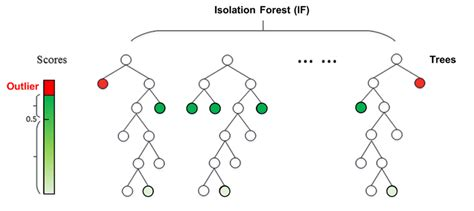 Isolation Forest (IF)
Scores
... ...
Trees
Outlier
0.5